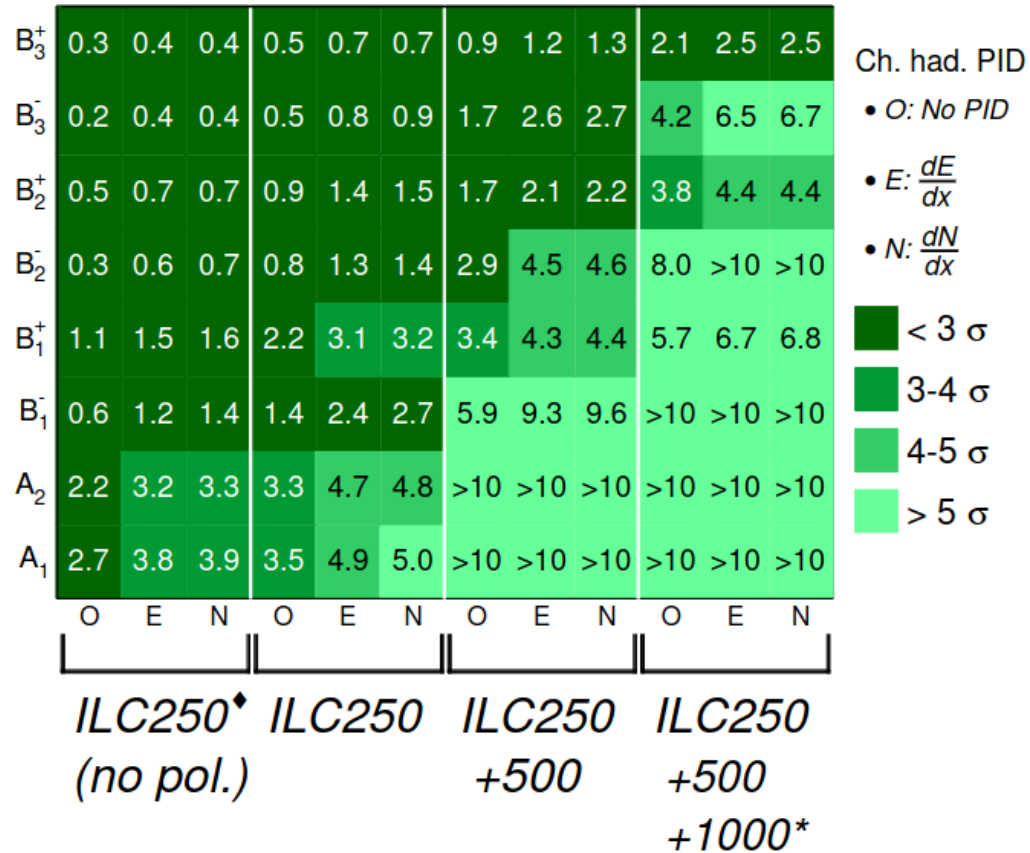 B₃⁺ 0.3 0.4 0.4 0.5 0.7 0.7 0.9 1.2 1.3 2.1 2.5 2.5
B₃⁻ 0.2 0.4 0.4 0.5 0.8 0.9 1.7 2.6 2.7 4.2 6.5 6.7
B₂⁺ 0.5 0.7 0.7 0.9 1.4 1.5 1.7 2.1 2.2 3.8 4.4 4.4
B₂⁻ 0.3 0.6 0.7 0.8 1.3 1.4 2.9 4.5 4.6 8.0 >10 >10
B₁⁺ 1.1 1.5 1.6 2.2 3.1 3.2 3.4 4.3 4.4 5.7 6.7 6.8
B₁⁻ 0.6 1.2 1.4 1.4 2.4 2.7 5.9 9.3 9.6 >10 >10 >10
A₂ 2.2 3.2 3.3 3.3 4.7 4.8 >10 >10 >10 >10 >10 >10
A₁ 2.7 3.8 3.9 3.5 4.9 5.0 >10 >10 >10 >10 >10 >10
O E N O E N O E N O E N
ILC250♦ ILC250 ILC250 ILC250
(no pol.) +500 +500
+1000*
Ch. had. PID
• O: No PID
• E: dE/dx
• N: dN/dx
< 3 σ
3-4 σ
4-5 σ
> 5 σ